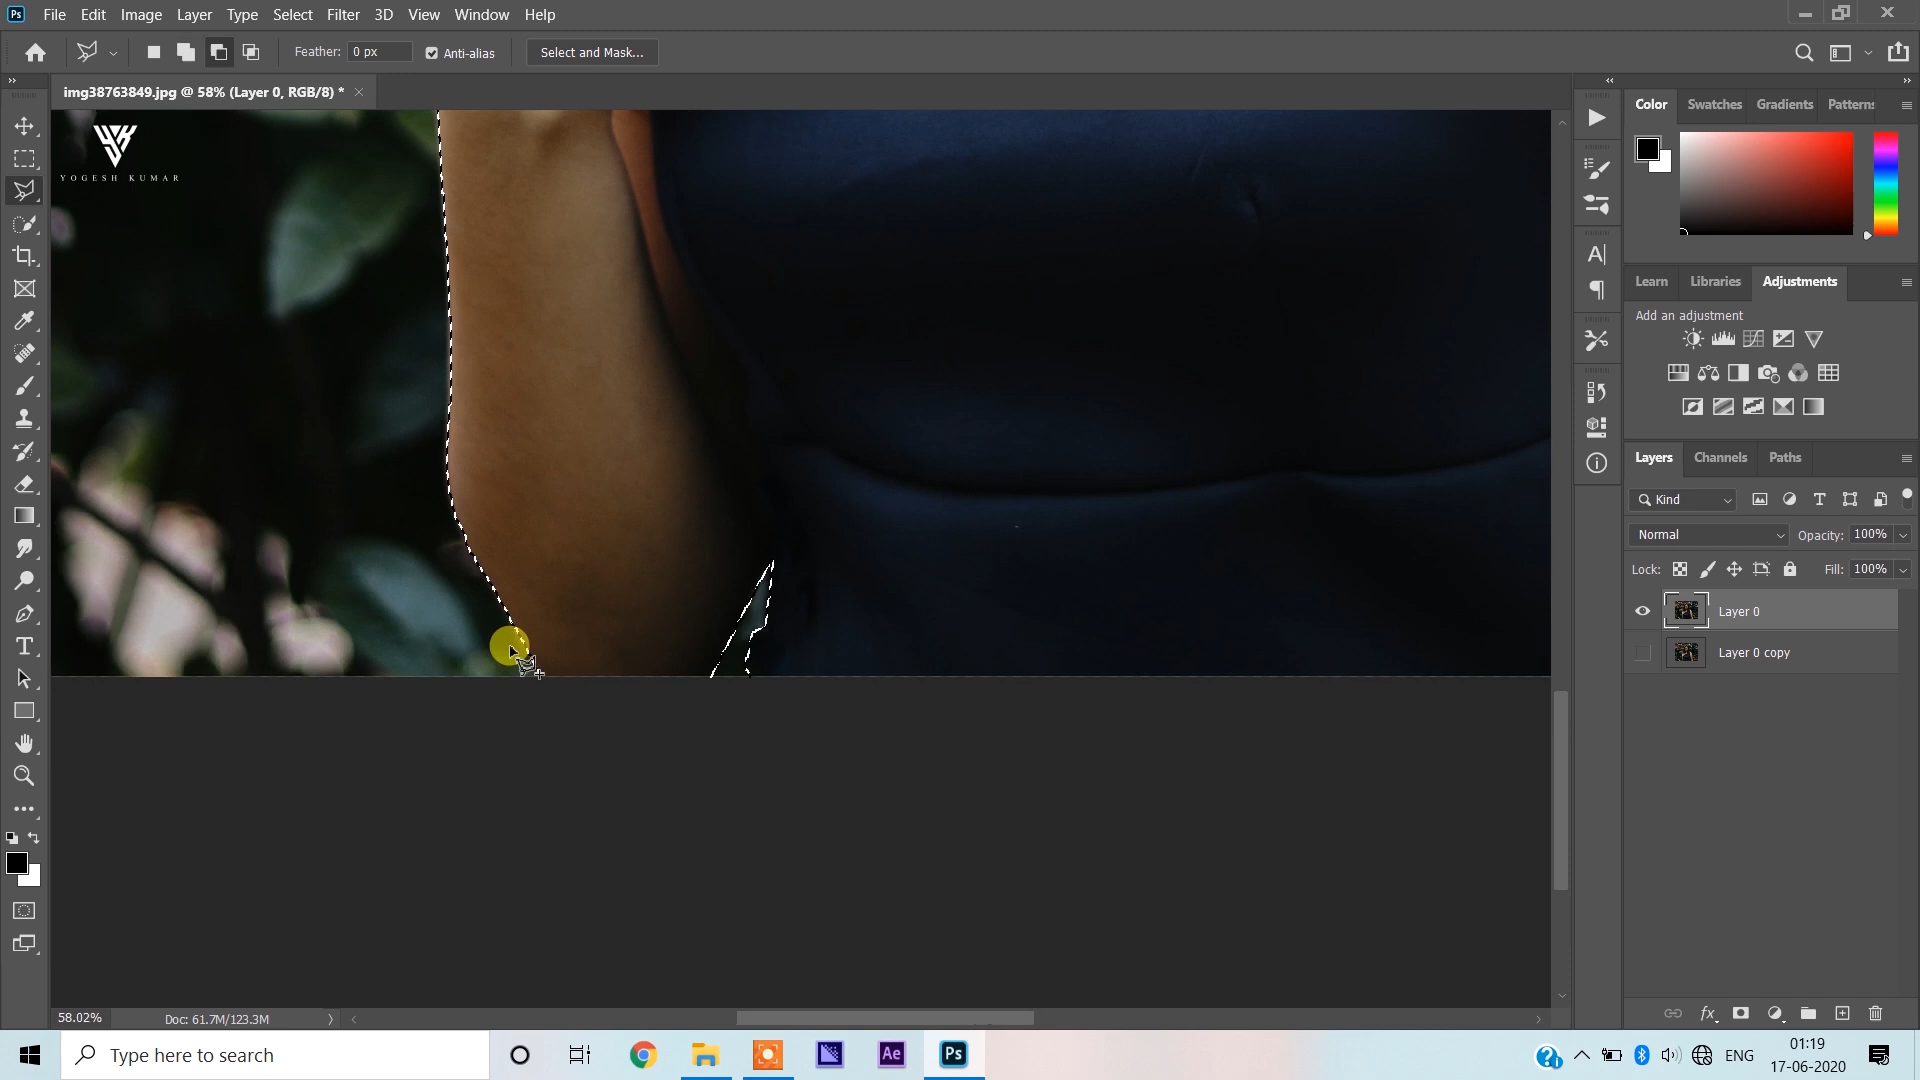 Ps File Edit Image Layer Type Select Filter 3D View Window Help
Feather: 0 px Anti-alias Select and Mask...
img38763849.jpg @ 58% (Layer 0, RGB/8) *
YOGESH KUMAR
Color Swatches Gradients Patterns
Learn Libraries Adjustments
Add an adjustment
Layers Channels Paths
Kind
Normal Opacity: 100%
Lock: Fill: 100%
Layer 0
Layer 0 copy
58.02% Doc: 61.7M/123.3M
Type here to search
Ae Ps
ENG
01:19
17-06-2020